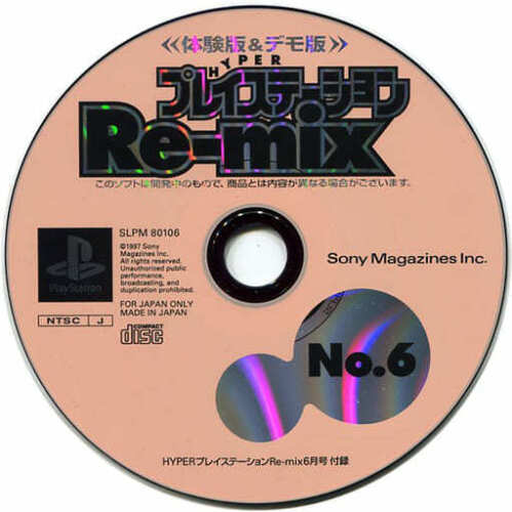 ≪体験版&デモ版≫
HYPER
プレイステーション
Re-mix
このソフトは開発中のもので、商品とは内容が異なる場合がございます。
SLPM 80106
©1997 Sony
Magazines Inc.
All rights reserved.
Unauthorized public
performance,
broadcasting, and
duplication prohibited.
PlayStation
FOR JAPAN ONLY
MADE IN JAPAN
NTSC J
COMPACT
disc
Sony Magazines Inc.
No.6
HYPERプレイステーションRe-mix6月号 付録